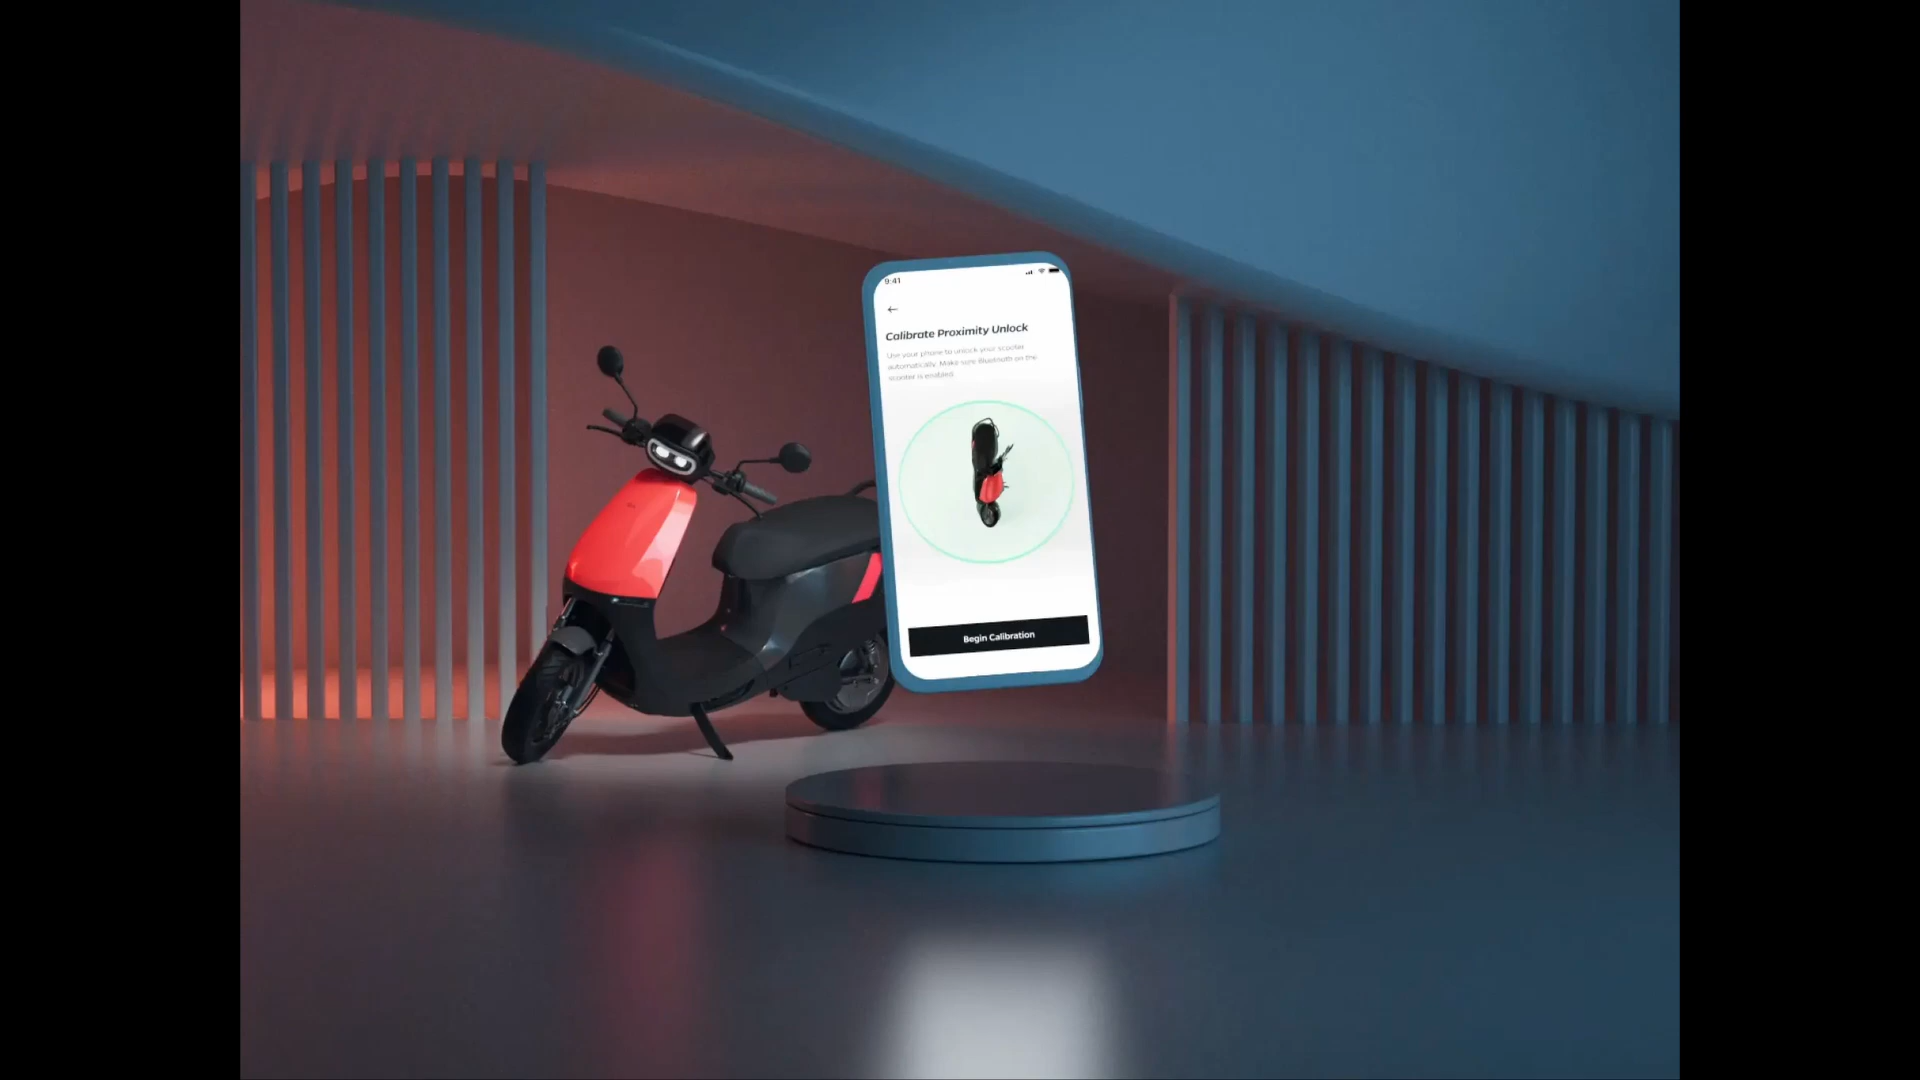 9:41
Calibrate Proximity Unlock
Use your phone to unlock your scooter
automatically. Make sure Bluetooth on the
scooter is enabled.
Begin Calibration